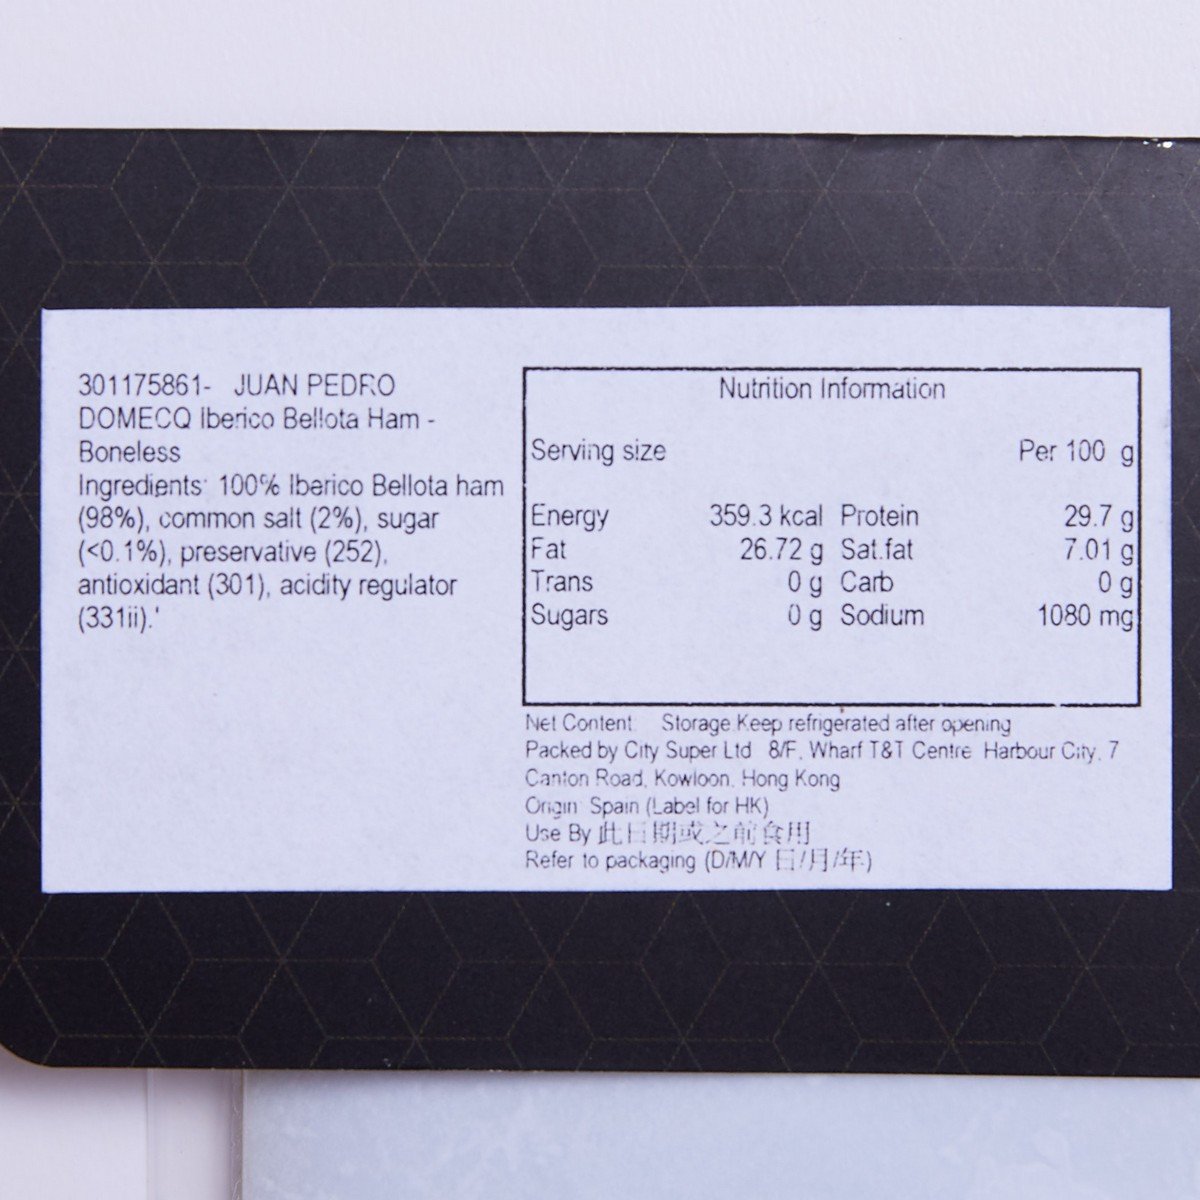 301175861- JUAN PEDRO
DOMECQ Iberico Bellota Ham -
Boneless
Ingredients: 100% Iberico Bellota ham
(98%), common salt (2%), sugar
(<0.1%), preservative (252),
antioxidant (301), acidity regulator
(331ii).'
Nutrition Information
Serving size Per 100 g
Energy 359.3 kcal Protein 29.7 g
Fat 26.72 g Sat.fat 7.01 g
Trans 0 g Carb 0 g
Sugars 0 g Sodium 1080 mg
Net Content: Storage:Keep refrigerated after opening
Packed by City Super Ltd 8/F, Wharf T&T Centre Harbour City, 7
Canton Road, Kowloon, Hong Kong
Origin: Spain (Label for HK)
Use By 此日期或之前食用
Refer to packaging (D/M/Y 日/月/年)